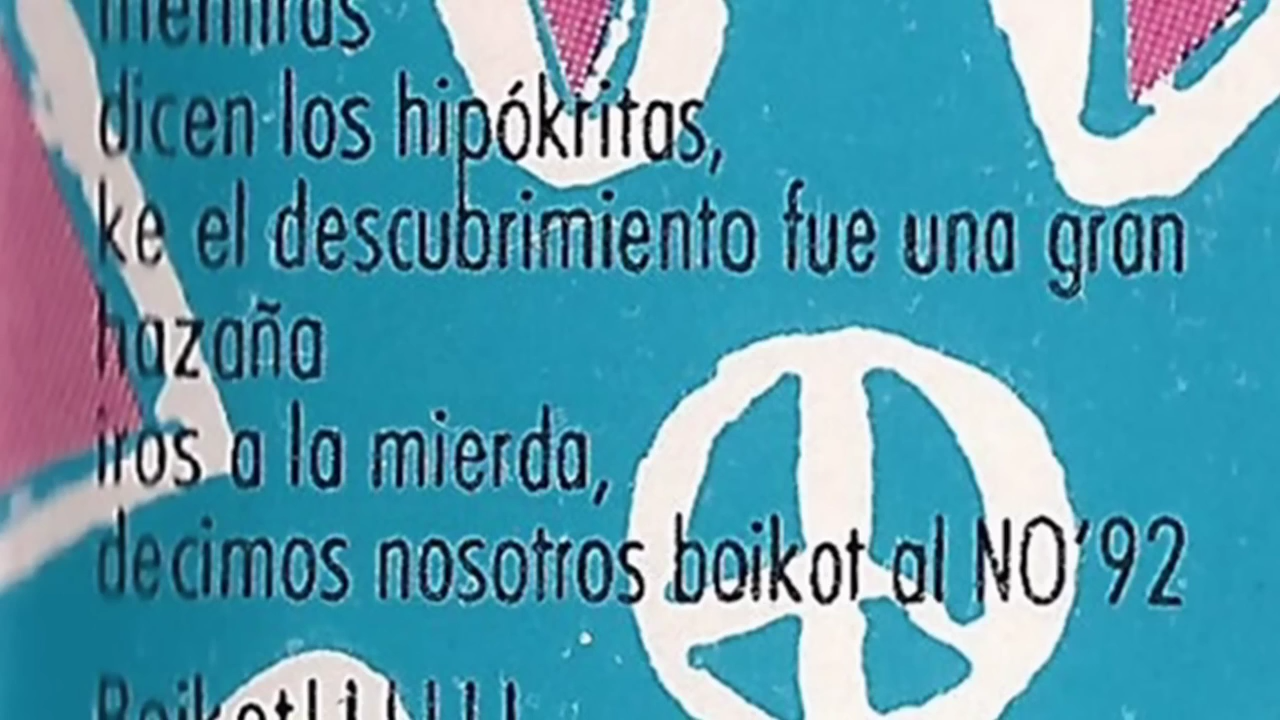 mentiras
dicen los hipókritas,
ke el descubrimiento fue una gran
hazaña
iros a la mierda,
decimos nosotros boikot al NO'92
Boikot!!!!!!